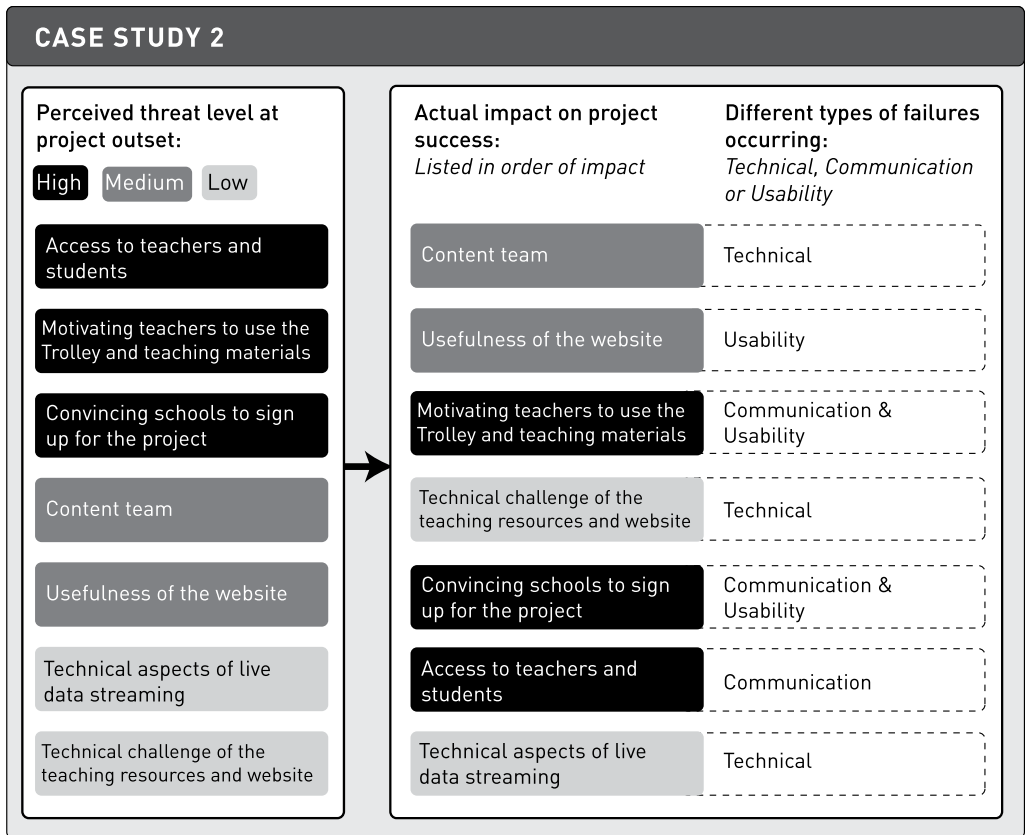 CASE STUDY 2
Perceived threat level at
project outset:
High
Medium
Low
Access to teachers and
students
Motivating teachers to use the
Trolley and teaching materials
Convincing schools to sign
up for the project
Content team
Usefulness of the website
Technical aspects of live
data streaming
Technical challenge of the
teaching resources and website
Actual impact on project
success:
Listed in order of impact
Different types of failures
occurring:
Technical, Communication
or Usability
Content team
Technical
Usefulness of the website
Usability
Motivating teachers to use the
Trolley and teaching materials
Communication &
Usability
Technical challenge of the
teaching resources and website
Technical
Convincing schools to sign
up for the project
Communication &
Usability
Access to teachers and
students
Communication
Technical aspects of live
data streaming
Technical